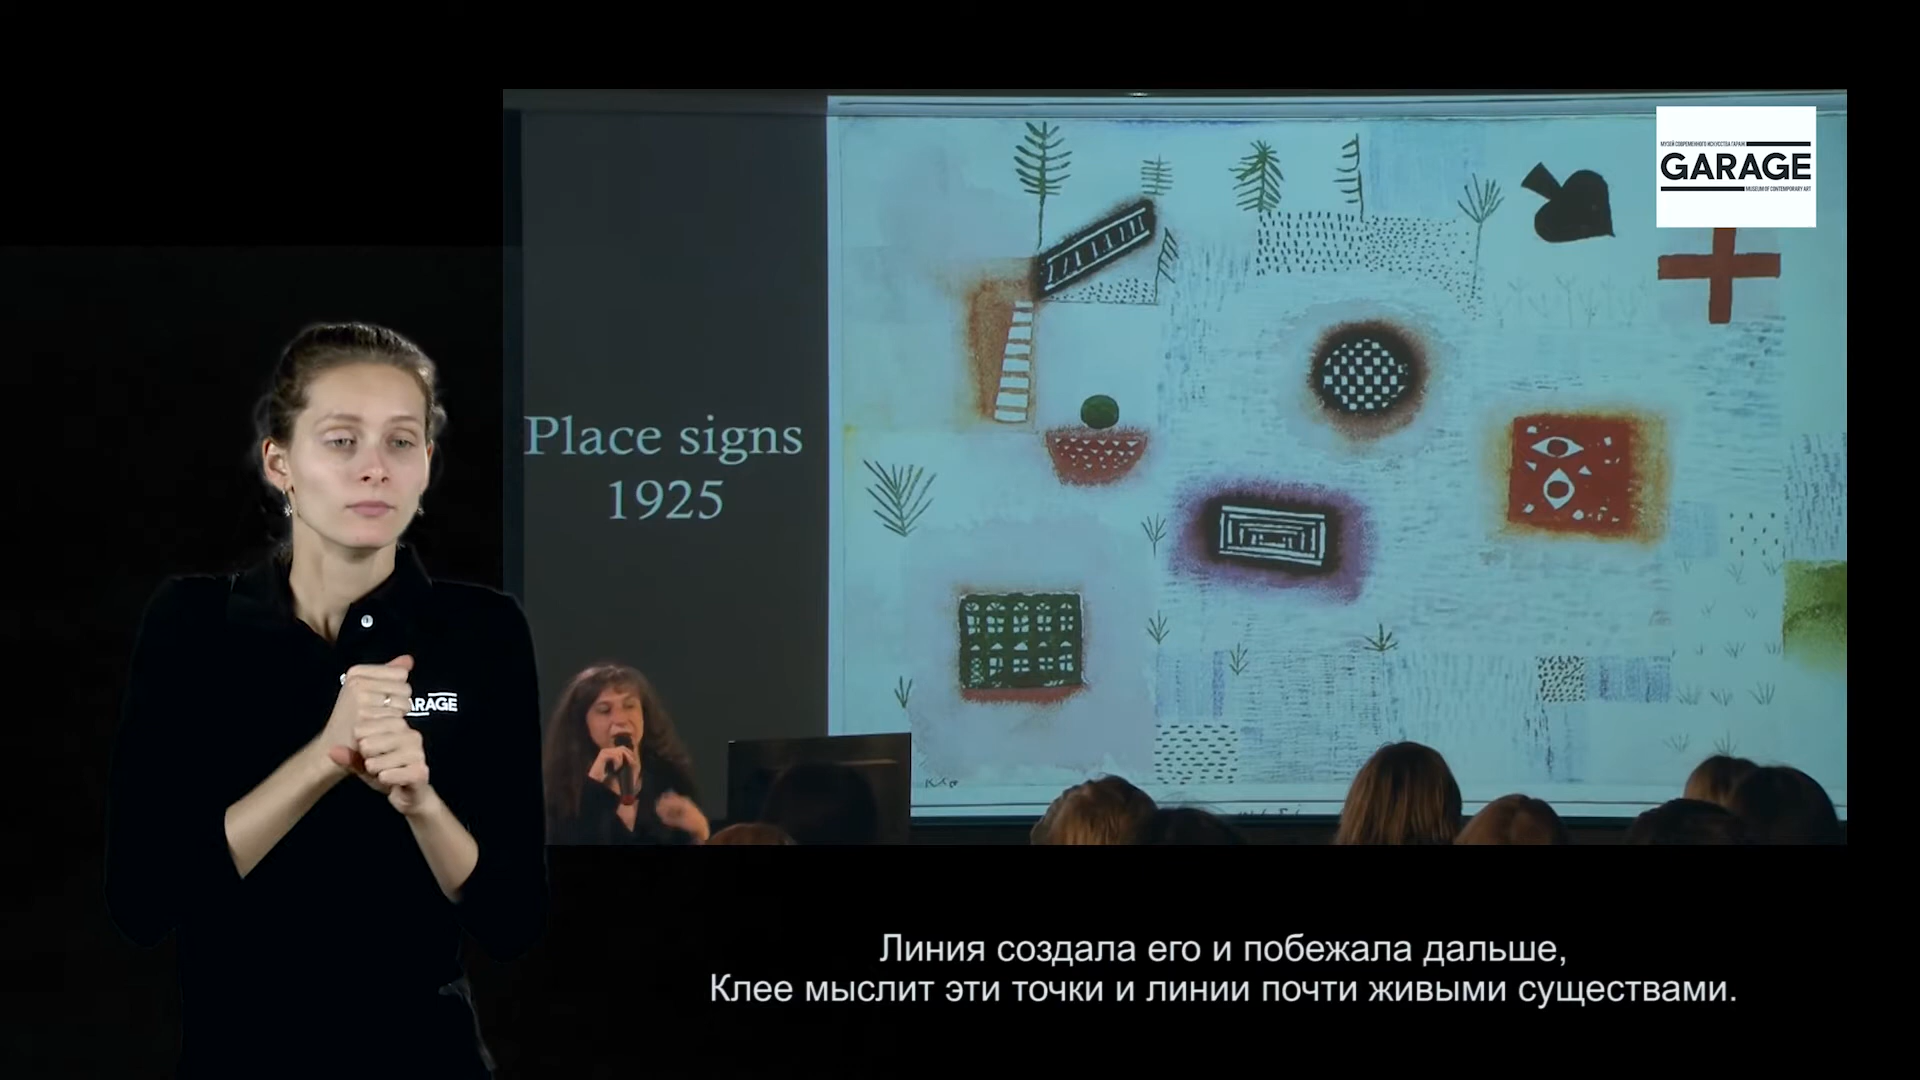 МУЗЕЙ СОВРЕМЕННОГО ИСКУССТВА ГАРАЖ
GARAGE
MUSEUM OF CONTEMPORARY ART
Place signs
1925
ARAGE
Линия создала его и побежала дальше,
Клее мыслит эти точки и линии почти живыми существами.